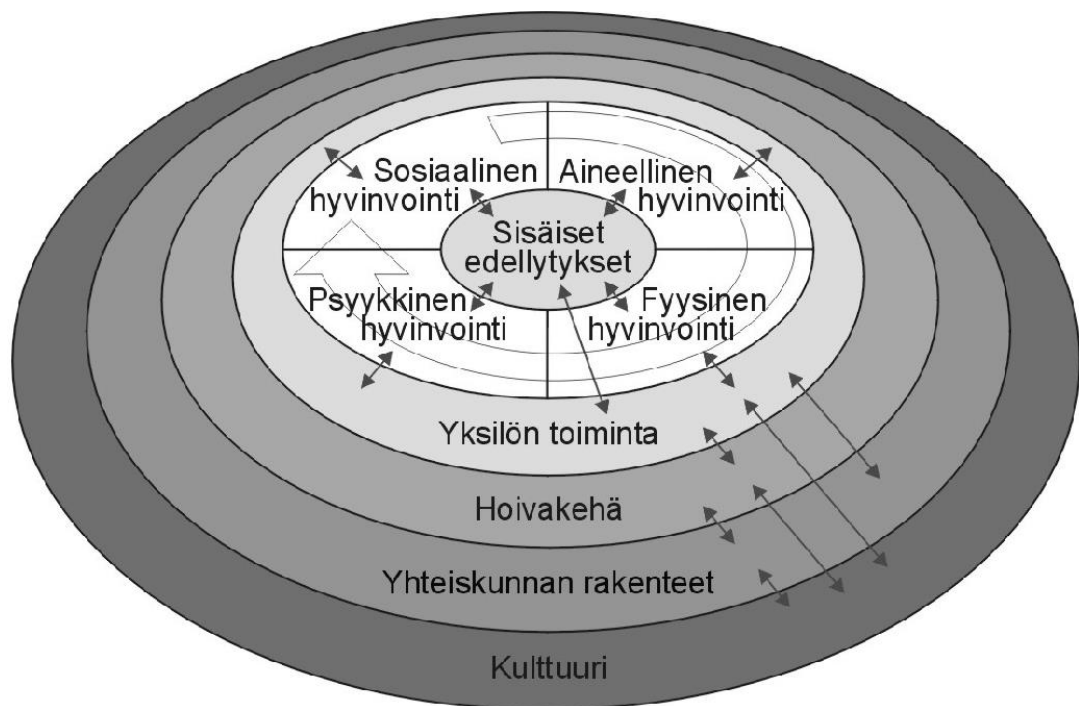 Sosiaalinen
hyvinvointi
Aineellinen
hyvinvointi
Sisäiset
edellytykset
Psyykkinen
hyvinvointi
Fyysinen
hyvinvointi
Yksilön toiminta
Hoivakehä
Yhteiskunnan rakenteet
Kulttuuri